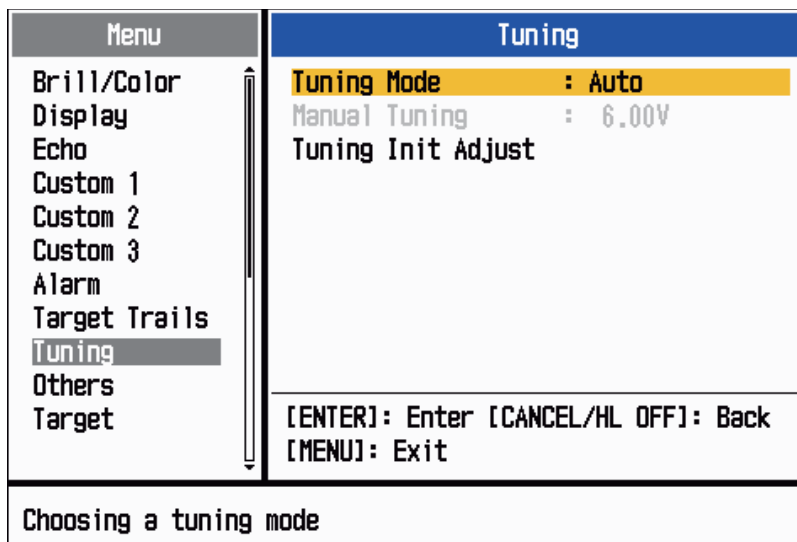 Menu
Brill/Color
Display
Echo
Custom 1
Custom 2
Custom 3
Alarm
Target Trails
Tuning
Others
Target
Tuning
Tuning Mode : Auto
Manual Tuning : 6.00V
Tuning Init Adjust
[ENTER]: Enter [CANCEL/HL OFF]: Back
[MENU]: Exit
Choosing a tuning mode